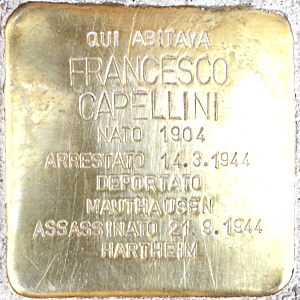 QUI ABITAVA
FRANCESCO
CAPELLINI
NATO 1904
ARRESTATO 14.3.1944
DEPORTATO
MAUTHAUSEN
ASSASSINATO 21.9.1944
HARTHEIM